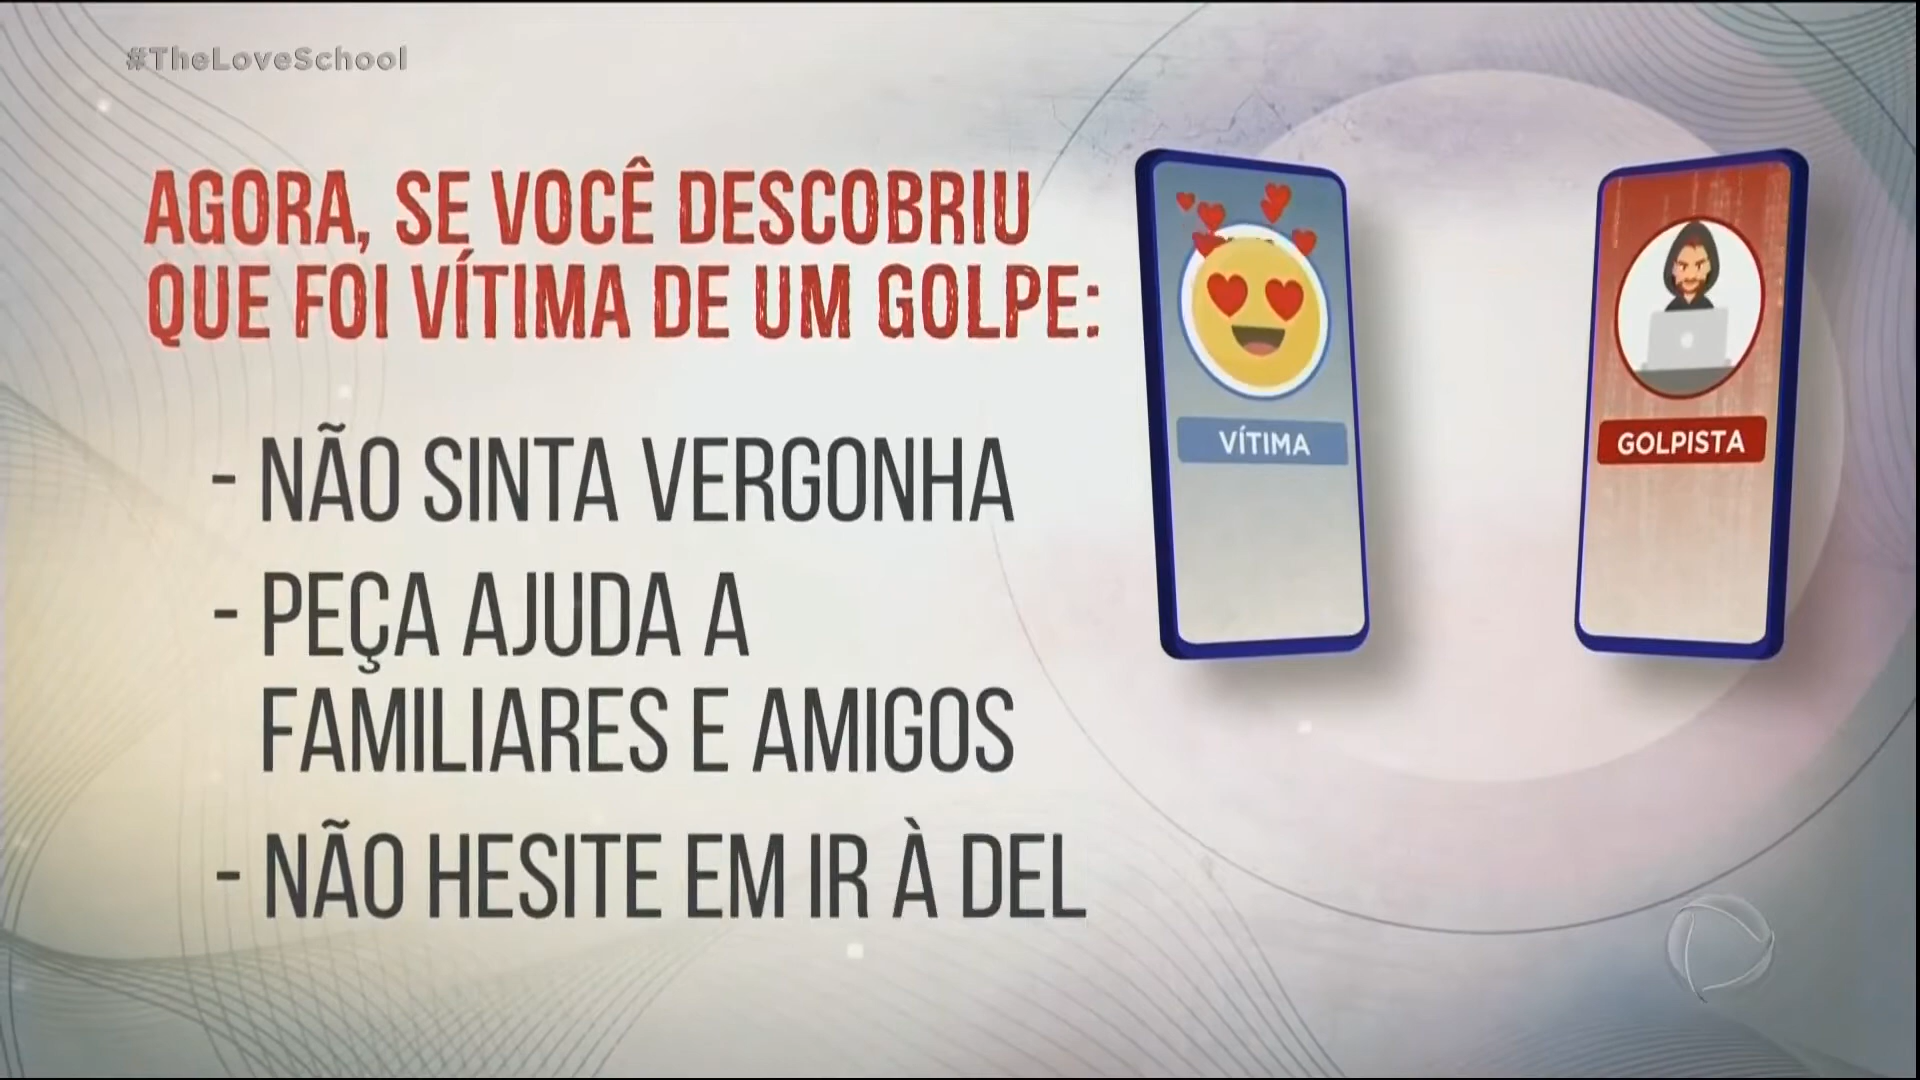 #TheLoveSchool
AGORA, SE VOCÊ DESCOBRIU
QUE FOI VÍTIMA DE UM GOLPE:
- NÃO SINTA VERGONHA
- PEÇA AJUDA A
FAMILIARES E AMIGOS
- NÃO HESITE EM IR À DEL
VÍTIMA
GOLPISTA